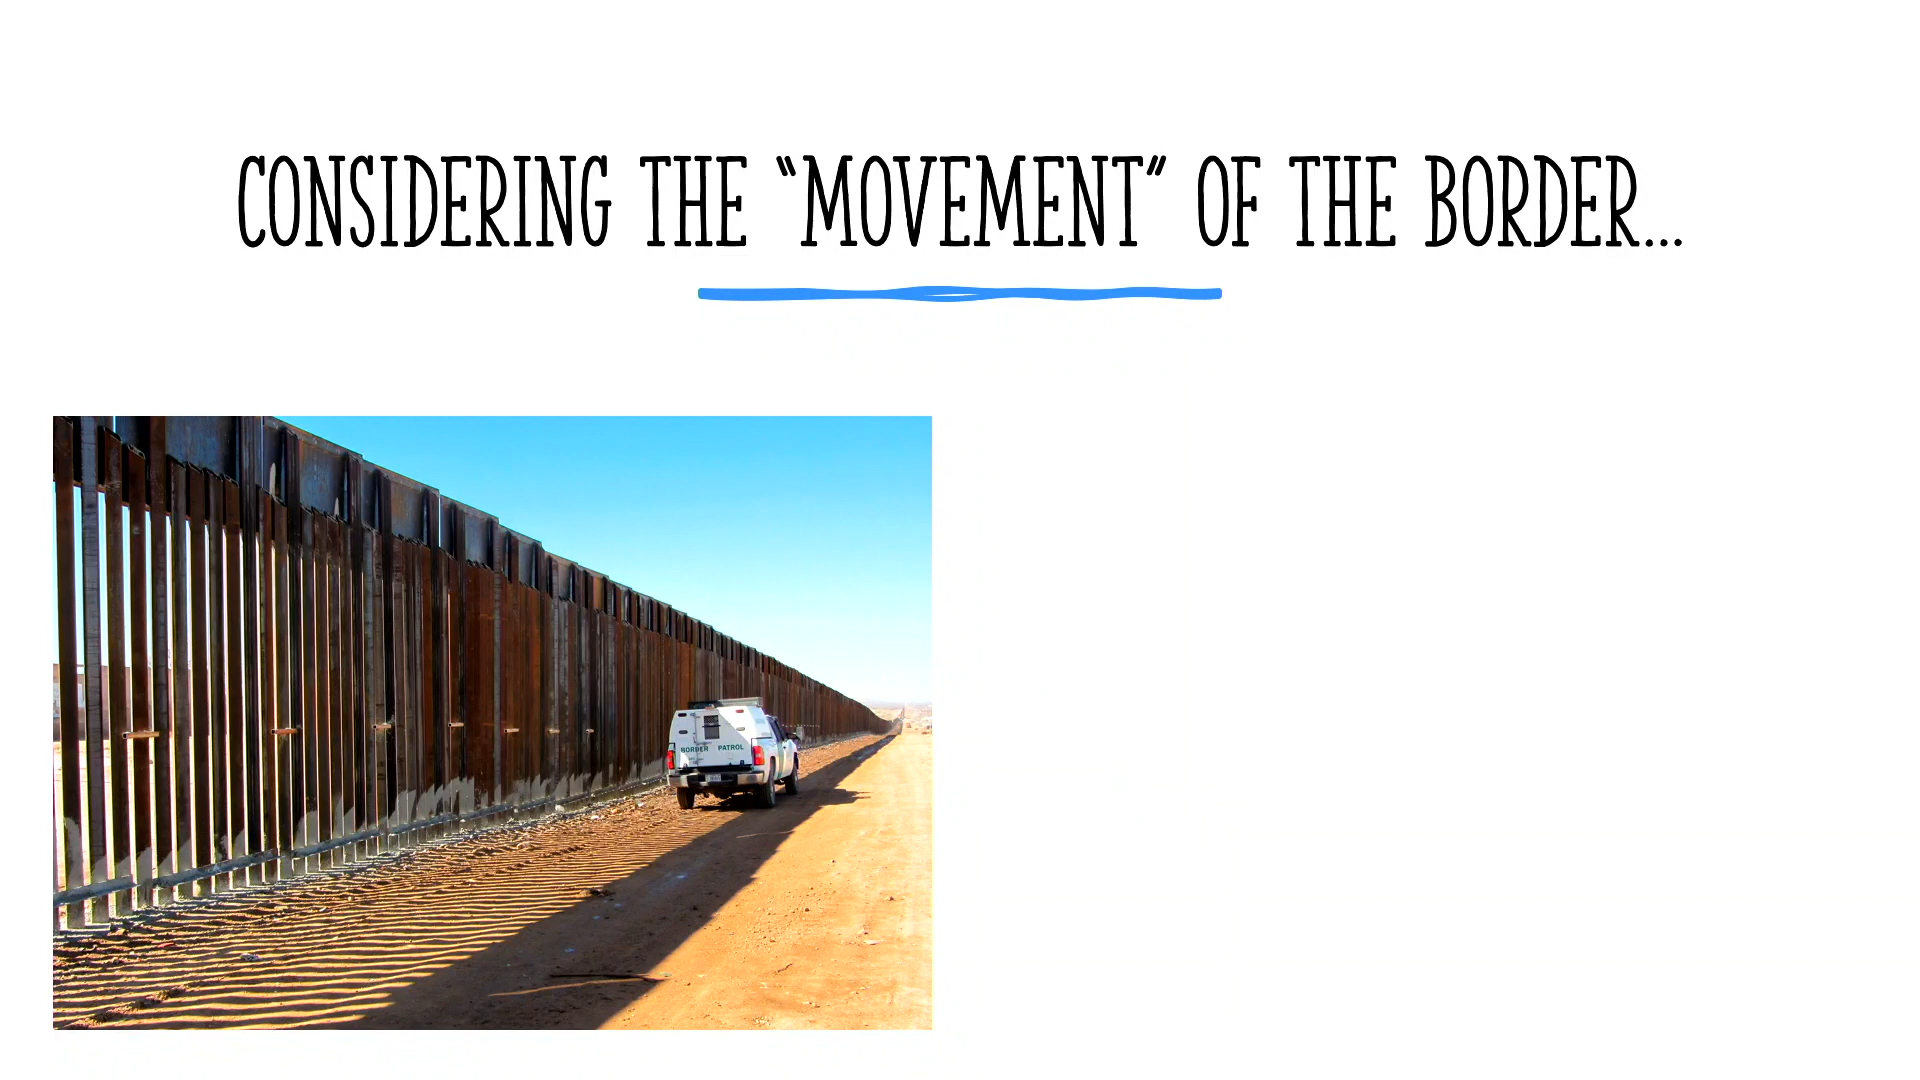 CONSIDERING THE “MOVEMENT” OF THE BORDER...
BORDER PATROL